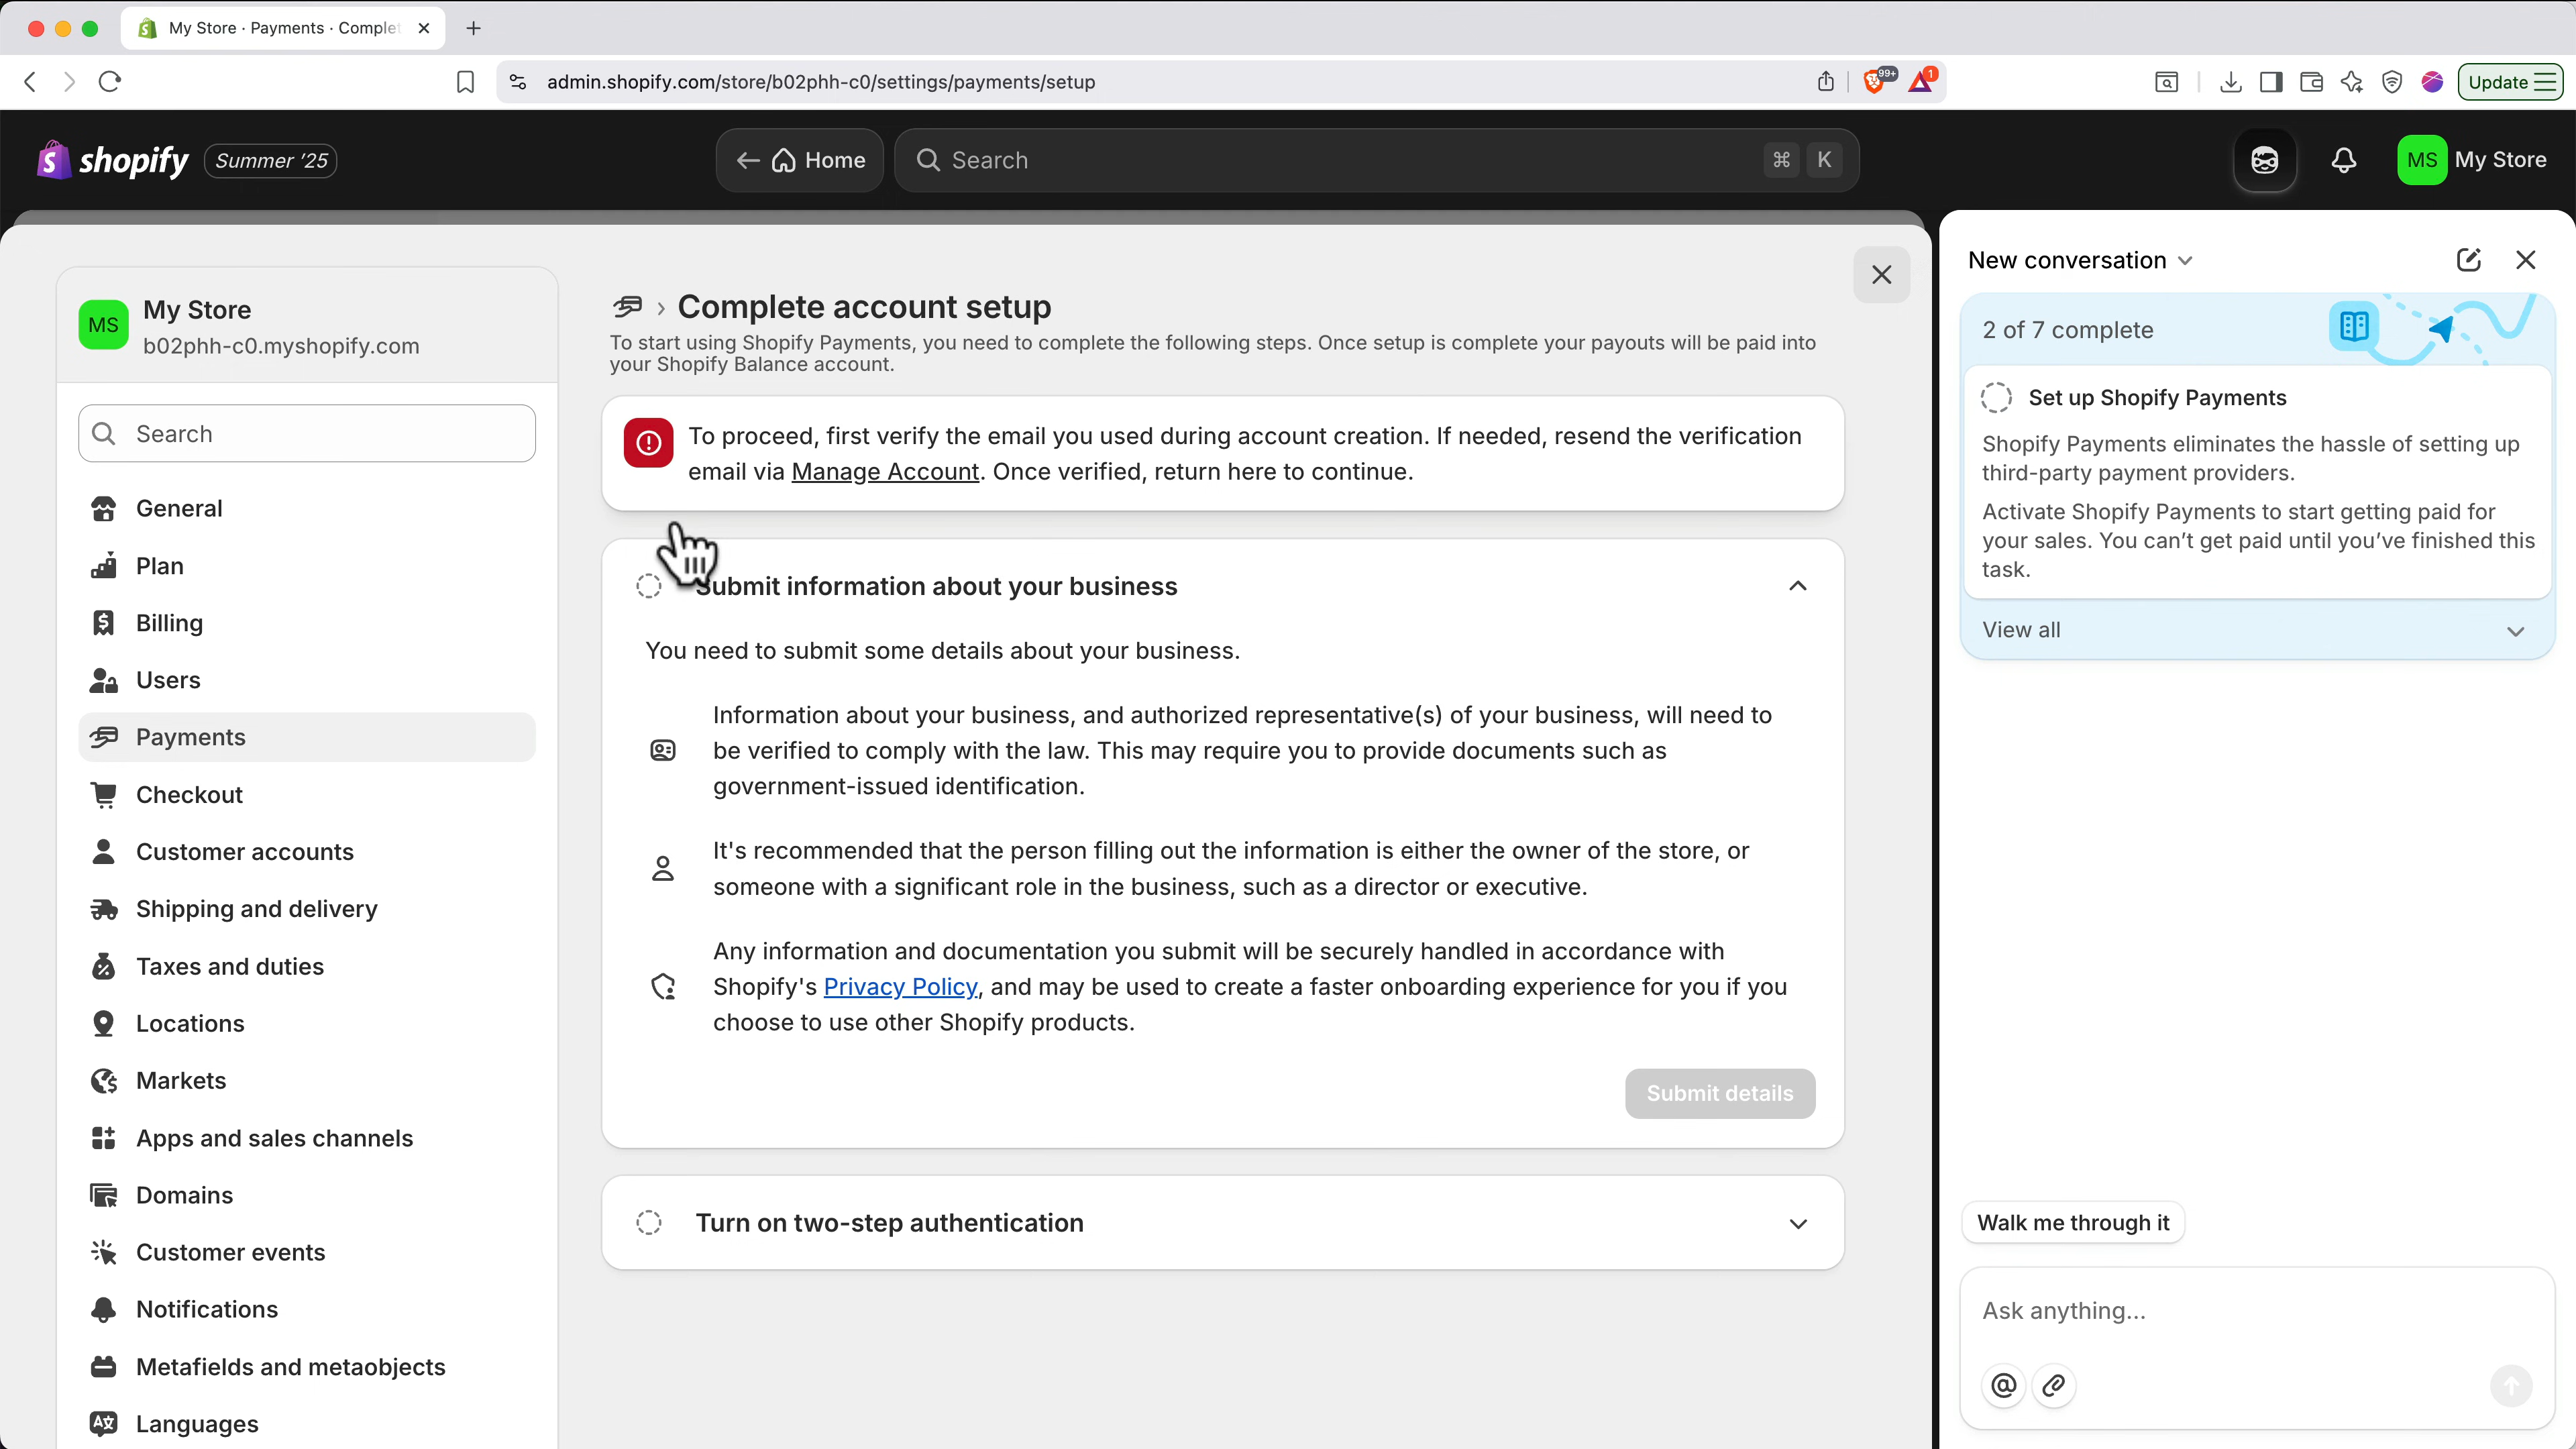 My Store · Payments · Comple
admin.shopify.com/store/b02phh-c0/settings/payments/setup
99+
1
Update
shopify
Summer '25
Home
Search
⌘ K
MS
My Store
MS
My Store
b02phh-c0.myshopify.com
Search
General
Plan
Billing
Users
Payments
Checkout
Customer accounts
Shipping and delivery
Taxes and duties
Locations
Markets
Apps and sales channels
Domains
Customer events
Notifications
Metafields and metaobjects
Languages
Complete account setup
To start using Shopify Payments, you need to complete the following steps. Once setup is complete your payouts will be paid into
your Shopify Balance account.
To proceed, first verify the email you used during account creation. If needed, resend the verification
email via Manage Account. Once verified, return here to continue.
Submit information about your business
You need to submit some details about your business.
Information about your business, and authorized representative(s) of your business, will need to
be verified to comply with the law. This may require you to provide documents such as
government-issued identification.
It's recommended that the person filling out the information is either the owner of the store, or
someone with a significant role in the business, such as a director or executive.
Any information and documentation you submit will be securely handled in accordance with
Shopify's Privacy Policy, and may be used to create a faster onboarding experience for you if you
choose to use other Shopify products.
Submit details
Turn on two-step authentication
New conversation
2 of 7 complete
Set up Shopify Payments
Shopify Payments eliminates the hassle of setting up
third-party payment providers.
Activate Shopify Payments to start getting paid for
your sales. You can't get paid until you've finished this
task.
View all
Walk me through it
Ask anything...